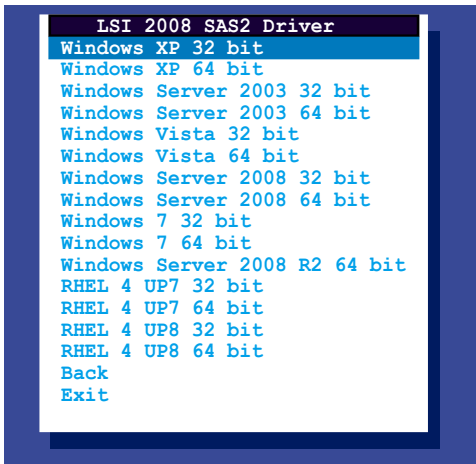 LSI 2008 SAS2 Driver
Windows XP 32 bit
Windows XP 64 bit
Windows Server 2003 32 bit
Windows Server 2003 64 bit
Windows Vista 32 bit
Windows Vista 64 bit
Windows Server 2008 32 bit
Windows Server 2008 64 bit
Windows 7 32 bit
Windows 7 64 bit
Windows Server 2008 R2 64 bit
RHEL 4 UP7 32 bit
RHEL 4 UP7 64 bit
RHEL 4 UP8 32 bit
RHEL 4 UP8 64 bit
Back
Exit